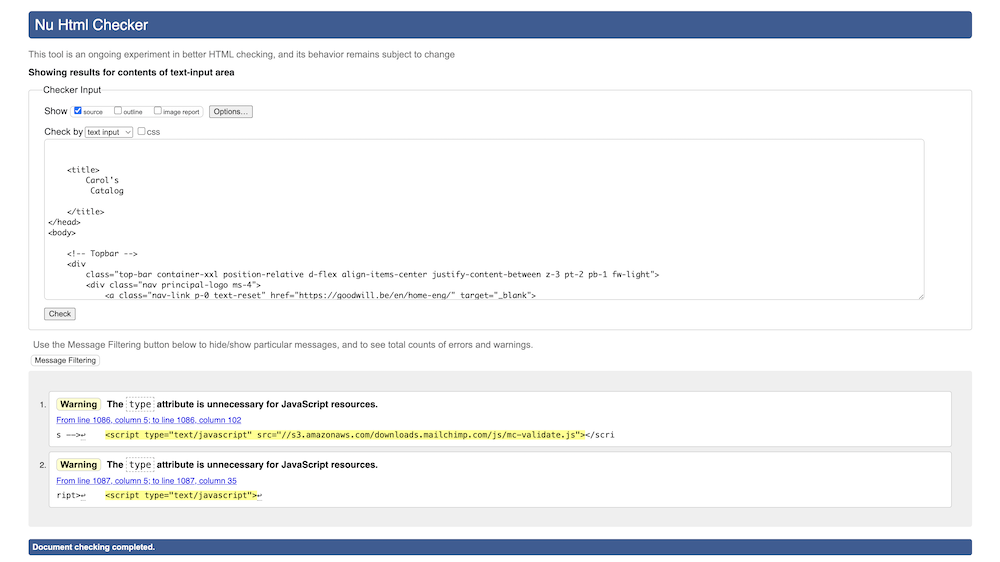 Nu Html Checker
This tool is an ongoing experiment in better HTML checking, and its behavior remains subject to change
Showing results for contents of text-input area
Checker Input
Show source outline image report Options...
Check by text input css
<title>
Carol's
Catalog
</title>
</head>
<body>
<!-- Topbar -->
<div
class="top-bar container-xxl position-relative d-flex align-items-center justify-content-between z-3 pt-2 pb-1 fw-light">
<div class="nav principal-logo ms-4">
<a class="nav-link p-0 text-reset" href="https://goodwill.be/en/home-eng/" target="_blank">
Check
Use the Message Filtering button below to hide/show particular messages, and to see total counts of errors and warnings.
Message Filtering
1. Warning The type attribute is unnecessary for JavaScript resources.
From line 1086, column 5; to line 1086, column 102
s -->↩ <script type="text/javascript" src="//s3.amazonaws.com/downloads.mailchimp.com/js/mc-validate.js"></scri
2. Warning The type attribute is unnecessary for JavaScript resources.
From line 1087, column 5; to line 1087, column 35
ript>↩ <script type="text/javascript">↩
Document checking completed.